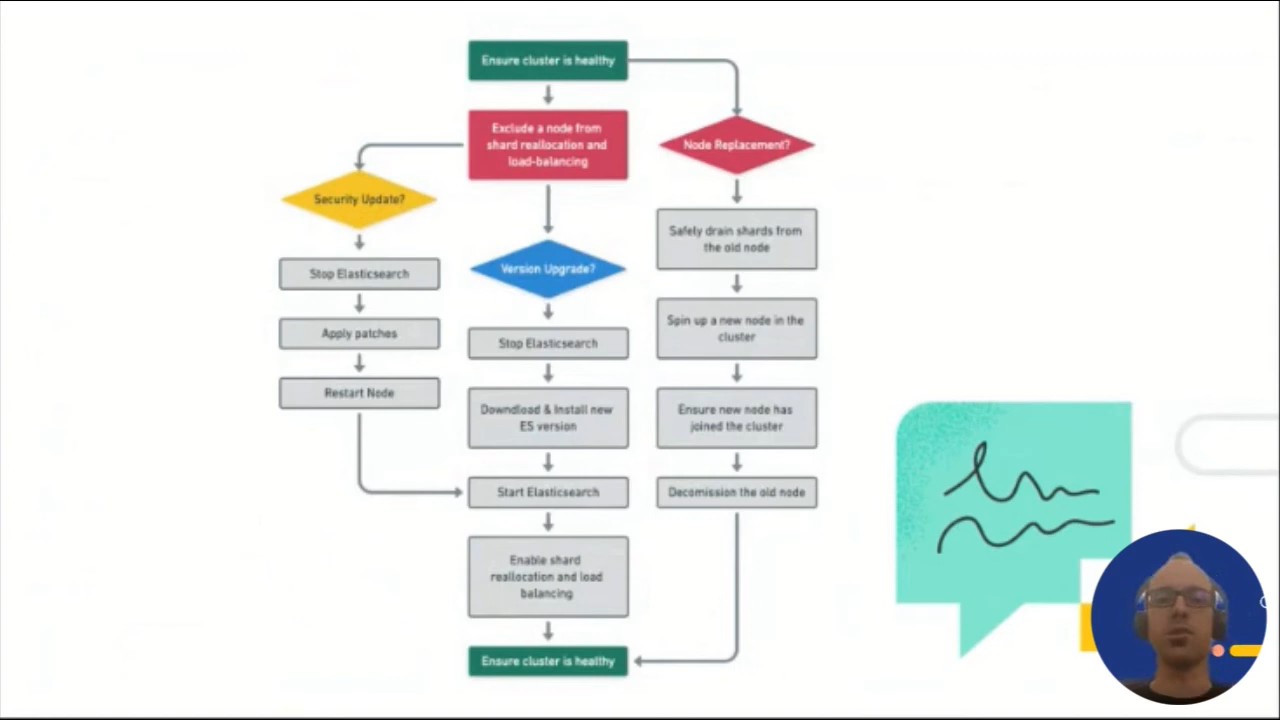 Ensure cluster is healthy
Exclude a node from
shard reallocation and
load-balancing
Node Replacement?
Security Update?
Safely drain shards from
the old node
Version Upgrade?
Stop Elasticsearch
Spin up a new node in the
cluster
Apply patches
Stop Elasticsearch
Restart Node
Downdload & Install new
ES version
Ensure new node has
joined the cluster
Start Elasticsearch
Decomission the old node
Enable shard
reallocation and load
balancing
Ensure cluster is healthy